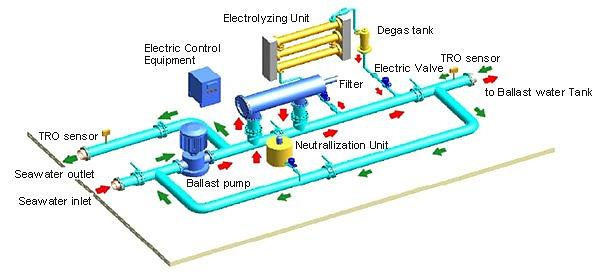 Electrolyzing Unit
Degas tank
Electric Control
Equipment
Electric Valve
TRO sensor
Filter
to Ballast water Tank
TRO sensor
Neutrallization Unit
Seawater outlet
Ballast pump
Seawater inlet